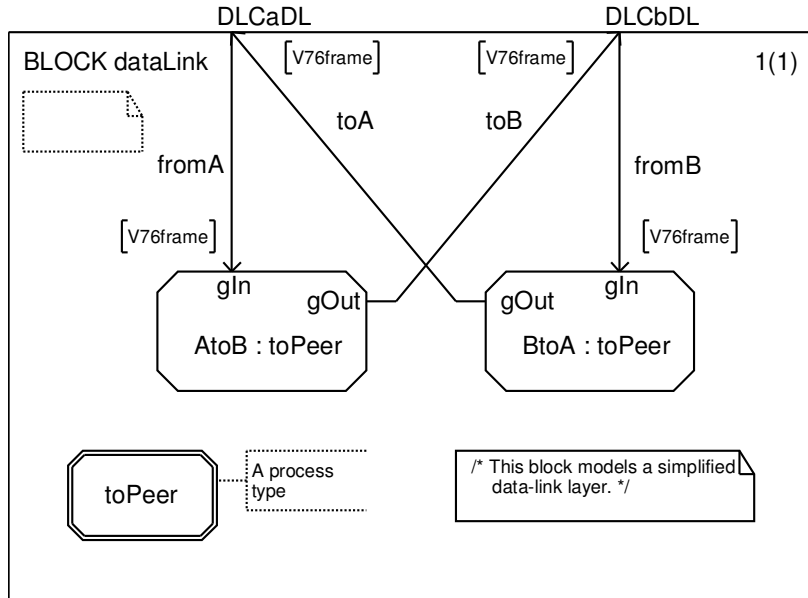 DLCaDL
DLCbDL
BLOCK dataLink
[V76frame]
[V76frame]
1(1)
toA
toB
fromA
fromB
[V76frame]
[V76frame]
gIn
gOut
gOut
gIn
AtoB : toPeer
BtoA : toPeer
toPeer
A process
type
/* This block models a simplified
data-link layer. */